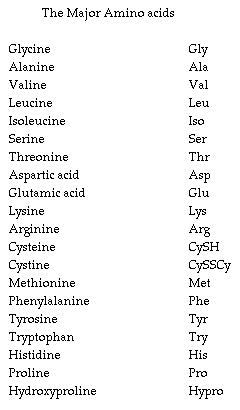 The Major Amino acids
Glycine Gly
Alanine Ala
Valine Val
Leucine Leu
Isoleucine Iso
Serine Ser
Threonine Thr
Aspartic acid Asp
Glutamic acid Glu
Lysine Lys
Arginine Arg
Cysteine CySH
Cystine CySSCy
Methionine Met
Phenylalanine Phe
Tyrosine Tyr
Tryptophan Try
Histidine His
Proline Pro
Hydroxyproline Hypro